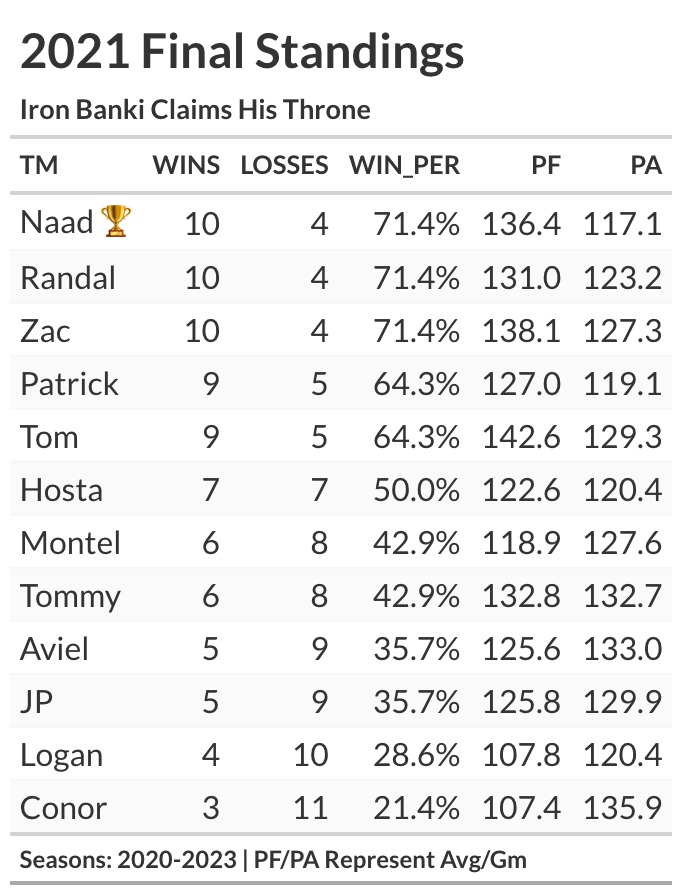 2021 Final Standings
Iron Banki Claims His Throne
TM WINS LOSSES WIN_PER PF PA
Naad🏆 10 4 71.4% 136.4 117.1
Randal 10 4 71.4% 131.0 123.2
Zac 10 4 71.4% 138.1 127.3
Patrick 9 5 64.3% 127.0 119.1
Tom 9 5 64.3% 142.6 129.3
Hosta 7 7 50.0% 122.6 120.4
Montel 6 8 42.9% 118.9 127.6
Tommy 6 8 42.9% 132.8 132.7
Aviel 5 9 35.7% 125.6 133.0
JP 5 9 35.7% 125.8 129.9
Logan 4 10 28.6% 107.8 120.4
Conor 3 11 21.4% 107.4 135.9
Seasons: 2020-2023 | PF/PA Represent Avg/Gm